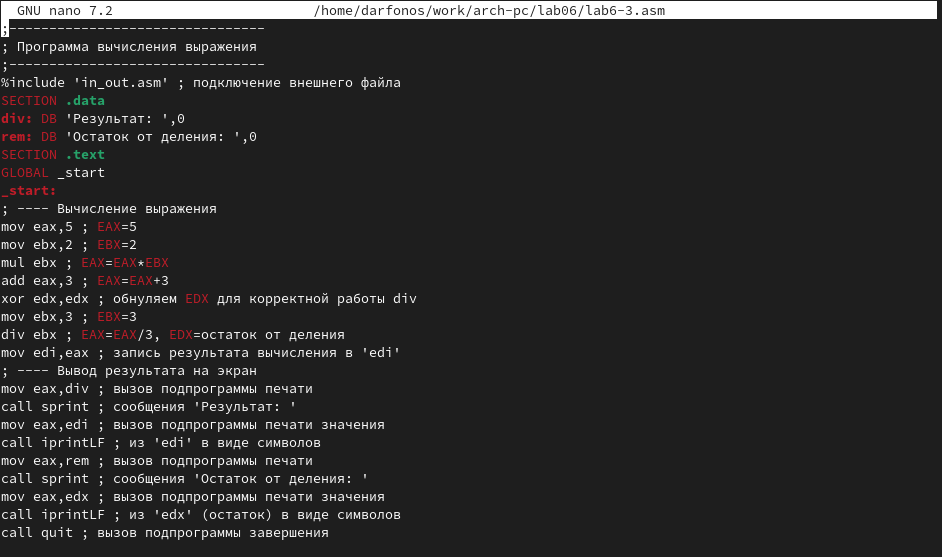 GNU nano 7.2 /home/darfonos/work/arch-pc/lab06/lab6-3.asm
;--------------------------------
; Программа вычисления выражения
;--------------------------------
%include 'in_out.asm' ; подключение внешнего файла
SECTION .data
div: DB 'Результат: ',0
rem: DB 'Остаток от деления: ',0
SECTION .text
GLOBAL _start
_start:
; ---- Вычисление выражения
mov eax,5 ; EAX=5
mov ebx,2 ; EBX=2
mul ebx ; EAX=EAX*EBX
add eax,3 ; EAX=EAX+3
xor edx,edx ; обнуляем EDX для корректной работы div
mov ebx,3 ; EBX=3
div ebx ; EAX=EAX/3, EDX=остаток от деления
mov edi,eax ; запись результата вычисления в 'edi'
; ---- Вывод результата на экран
mov eax,div ; вызов подпрограммы печати
call sprint ; сообщения 'Результат: '
mov eax,edi ; вызов подпрограммы печати значения
call iprintLF ; из 'edi' в виде символов
mov eax,rem ; вызов подпрограммы печати
call sprint ; сообщения 'Остаток от деления: '
mov eax,edx ; вызов подпрограммы печати значения
call iprintLF ; из 'edx' (остаток) в виде символов
call quit ; вызов подпрограммы завершения